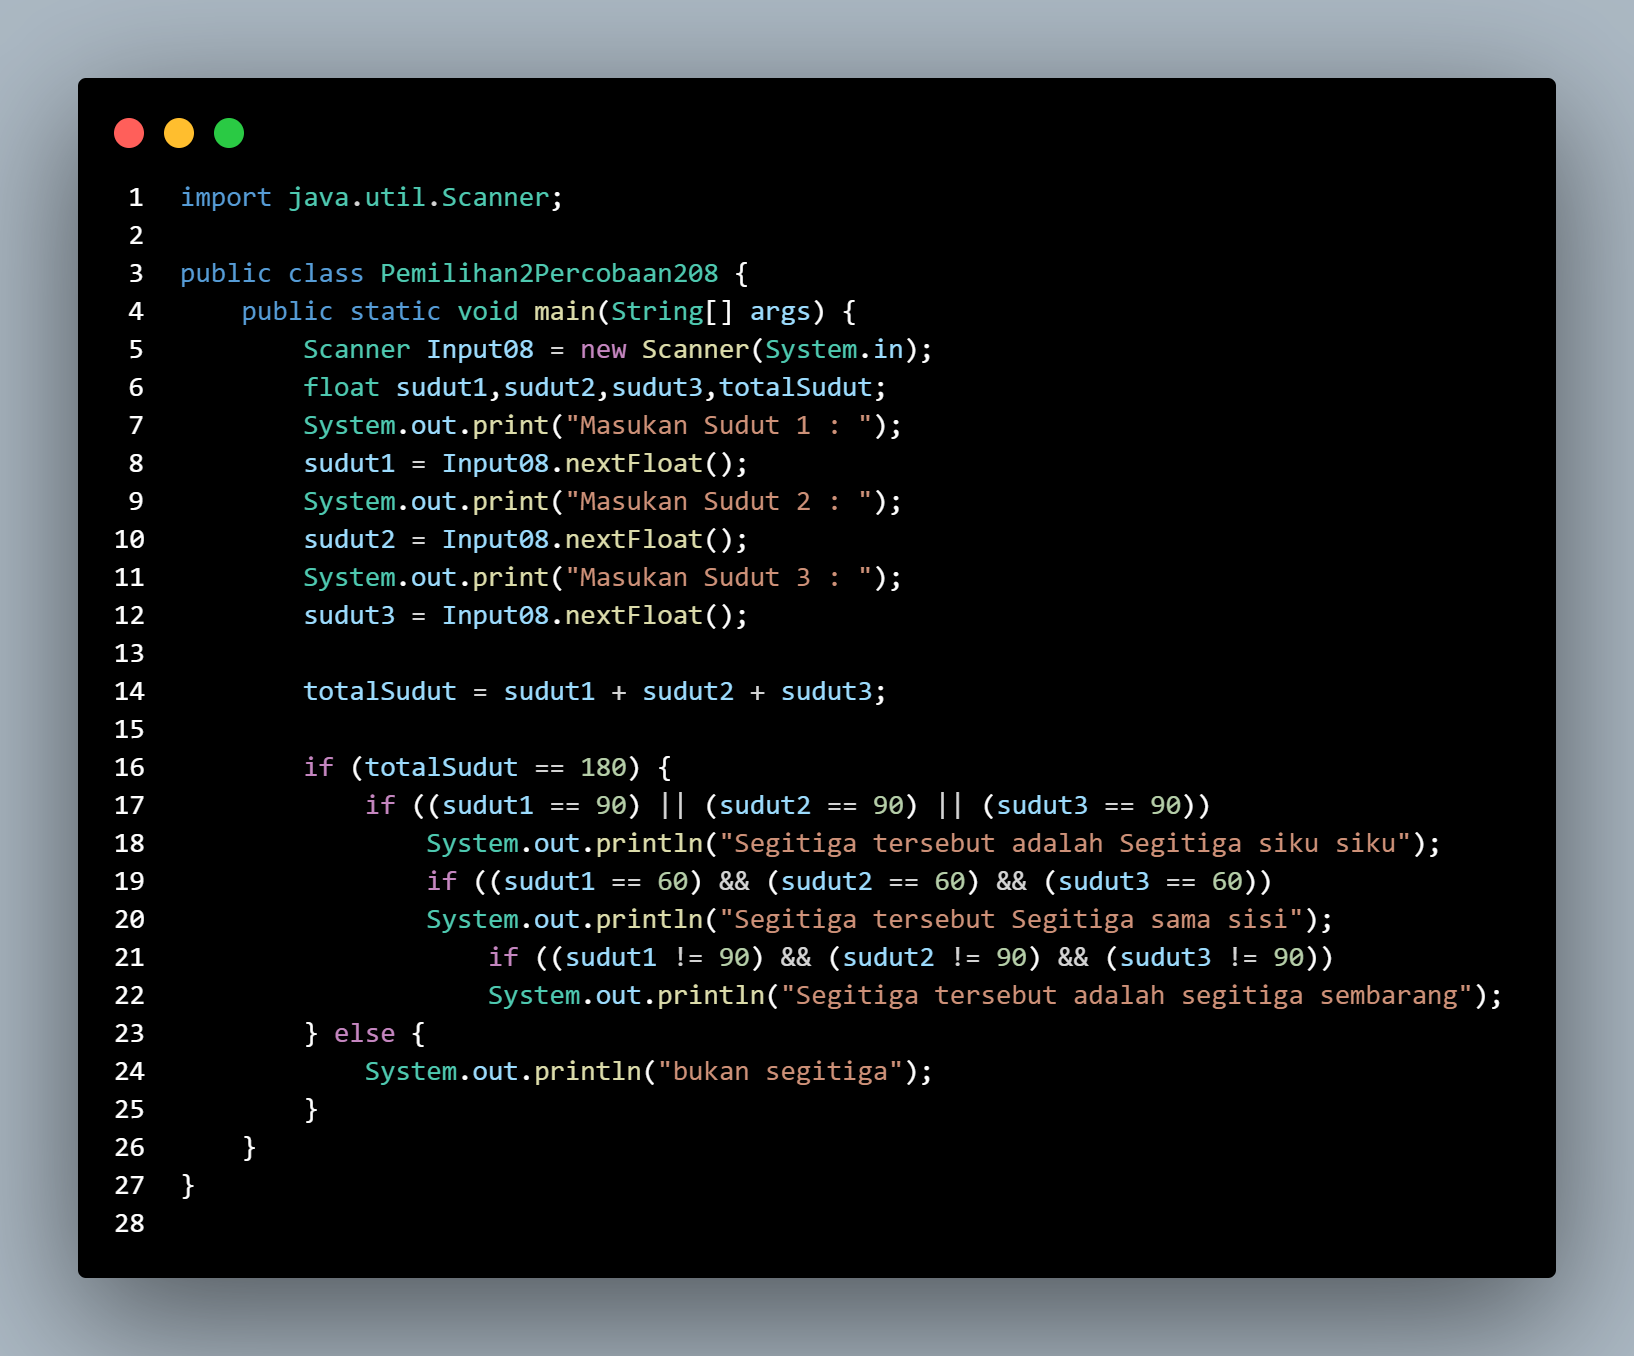 1 import java.util.Scanner;
2
3 public class Pemilihan2Percobaan208 {
4     public static void main(String[] args) {
5         Scanner Input08 = new Scanner(System.in);
6         float sudut1,sudut2,sudut3,totalSudut;
7         System.out.print("Masukan Sudut 1 : ");
8         sudut1 = Input08.nextFloat();
9         System.out.print("Masukan Sudut 2 : ");
10         sudut2 = Input08.nextFloat();
11         System.out.print("Masukan Sudut 3 : ");
12         sudut3 = Input08.nextFloat();
13
14         totalSudut = sudut1 + sudut2 + sudut3;
15
16         if (totalSudut == 180) {
17             if ((sudut1 == 90) || (sudut2 == 90) || (sudut3 == 90))
18                 System.out.println("Segitiga tersebut adalah Segitiga siku siku");
19                 if ((sudut1 == 60) && (sudut2 == 60) && (sudut3 == 60))
20                 System.out.println("Segitiga tersebut Segitiga sama sisi");
21                     if ((sudut1 != 90) && (sudut2 != 90) && (sudut3 != 90))
22                     System.out.println("Segitiga tersebut adalah segitiga sembarang");
23         } else {
24             System.out.println("bukan segitiga");
25         }
26     }
27 }
28